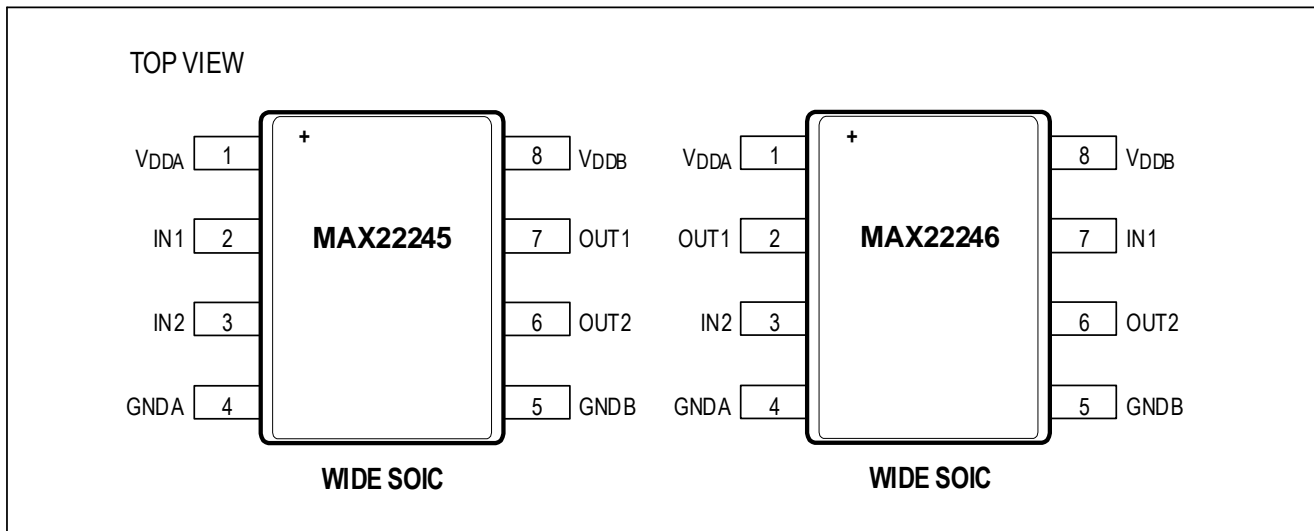 TOP VIEW
VDDA 1 + 8 VDDB
IN1 2 MAX22245 7 OUT1
IN2 3 6 OUT2
GNDA 4 5 GNDB
WIDE SOIC
VDDA 1 + 8 VDDB
OUT1 2 MAX22246 7 IN1
IN2 3 6 OUT2
GNDA 4 5 GNDB
WIDE SOIC